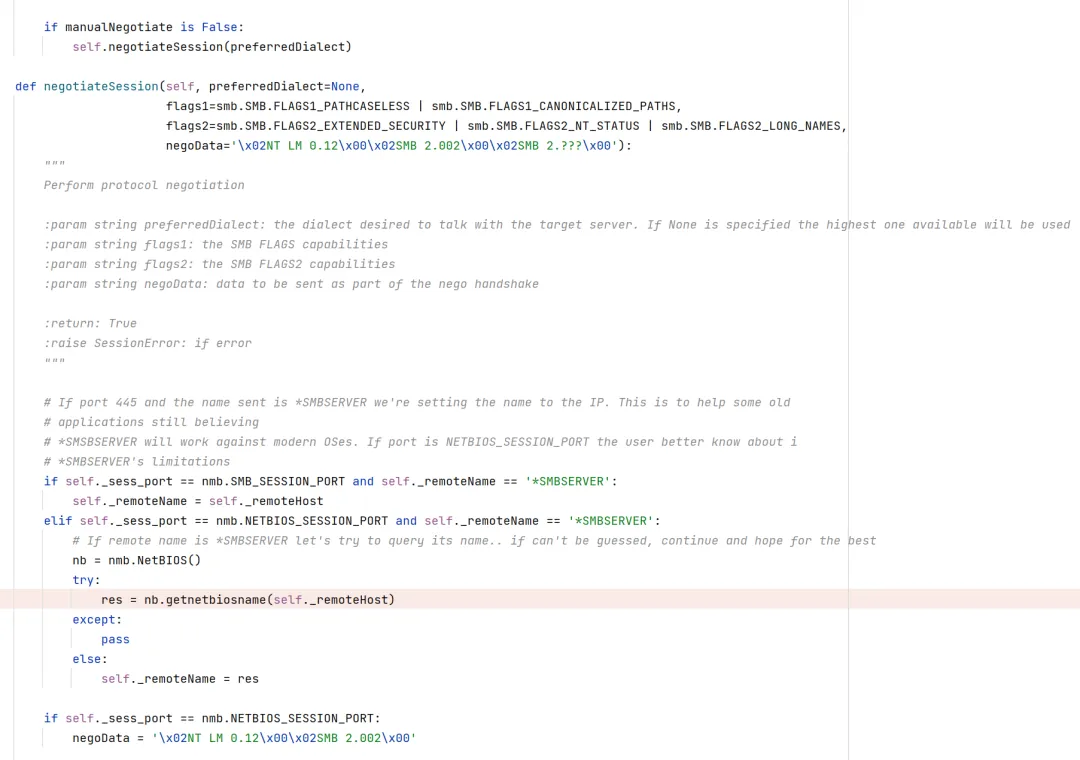 if manualNegotiate is False:
self.negotiateSession(preferredDialect)
def negotiateSession(self, preferredDialect=None,
flags1=smb.SMB.FLAGS1_PATHCASELESS | smb.SMB.FLAGS1_CANONICALIZED_PATHS,
flags2=smb.SMB.FLAGS2_EXTENDED_SECURITY | smb.SMB.FLAGS2_NT_STATUS | smb.SMB.FLAGS2_LONG_NAMES,
negoData='\x02NT LM 0.12\x00\x02SMB 2.002\x00\x02SMB 2.???\x00'):
"""
Perform protocol negotiation
:param string preferredDialect: the dialect desired to talk with the target server. If None is specified the highest one available will be used
:param string flags1: the SMB FLAGS capabilities
:param string flags2: the SMB FLAGS2 capabilities
:param string negoData: data to be sent as part of the nego handshake
:return: True
:raise SessionError: if error
"""
# If port 445 and the name sent is *SMBSERVER we're setting the name to the IP. This is to help some old
# applications still believing
# *SMSBSERVER will work against modern OSes. If port is NETBIOS_SESSION_PORT the user better know about i
# *SMBSERVER's limitations
if self._sess_port == nmb.SMB_SESSION_PORT and self._remoteName == '*SMBSERVER':
self._remoteName = self._remoteHost
elif self._sess_port == nmb.NETBIOS_SESSION_PORT and self._remoteName == '*SMBSERVER':
# If remote name is *SMBSERVER let's try to query its name.. if can't be guessed, continue and hope for the best
nb = nmb.NetBIOS()
try:
res = nb.getnetbiosname(self._remoteHost)
except:
pass
else:
self._remoteName = res
if self._sess_port == nmb.NETBIOS_SESSION_PORT:
negoData = '\x02NT LM 0.12\x00\x02SMB 2.002\x00'